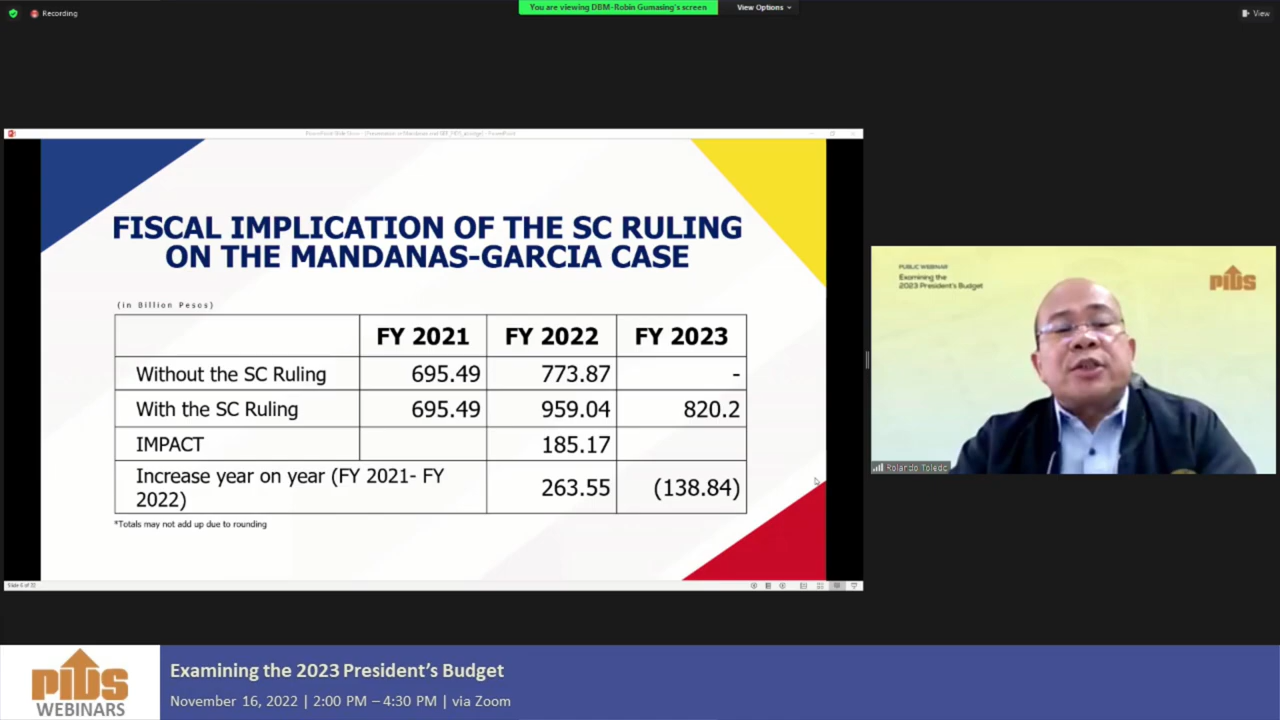 Recording
You are viewing DBM-Robin Gumasing's screen
View Options
View
FISCAL IMPLICATION OF THE SC RULING
ON THE MANDANAS-GARCIA CASE
(in Billion Pesos)
FY 2021 FY 2022 FY 2023
Without the SC Ruling 695.49 773.87 -
With the SC Ruling 695.49 959.04 820.2
IMPACT 185.17
Increase year on year (FY 2021- FY
2022) 263.55 (138.84)
*Totals may not add up due to rounding
Slide 6 of
PUBLIC WEBINAR
Examining the
2023 President's Budget
PIDS
Rolando Toledo
PIDS
WEBINARS
Examining the 2023 President's Budget
November 16, 2022 | 2:00 PM – 4:30 PM | via Zoom